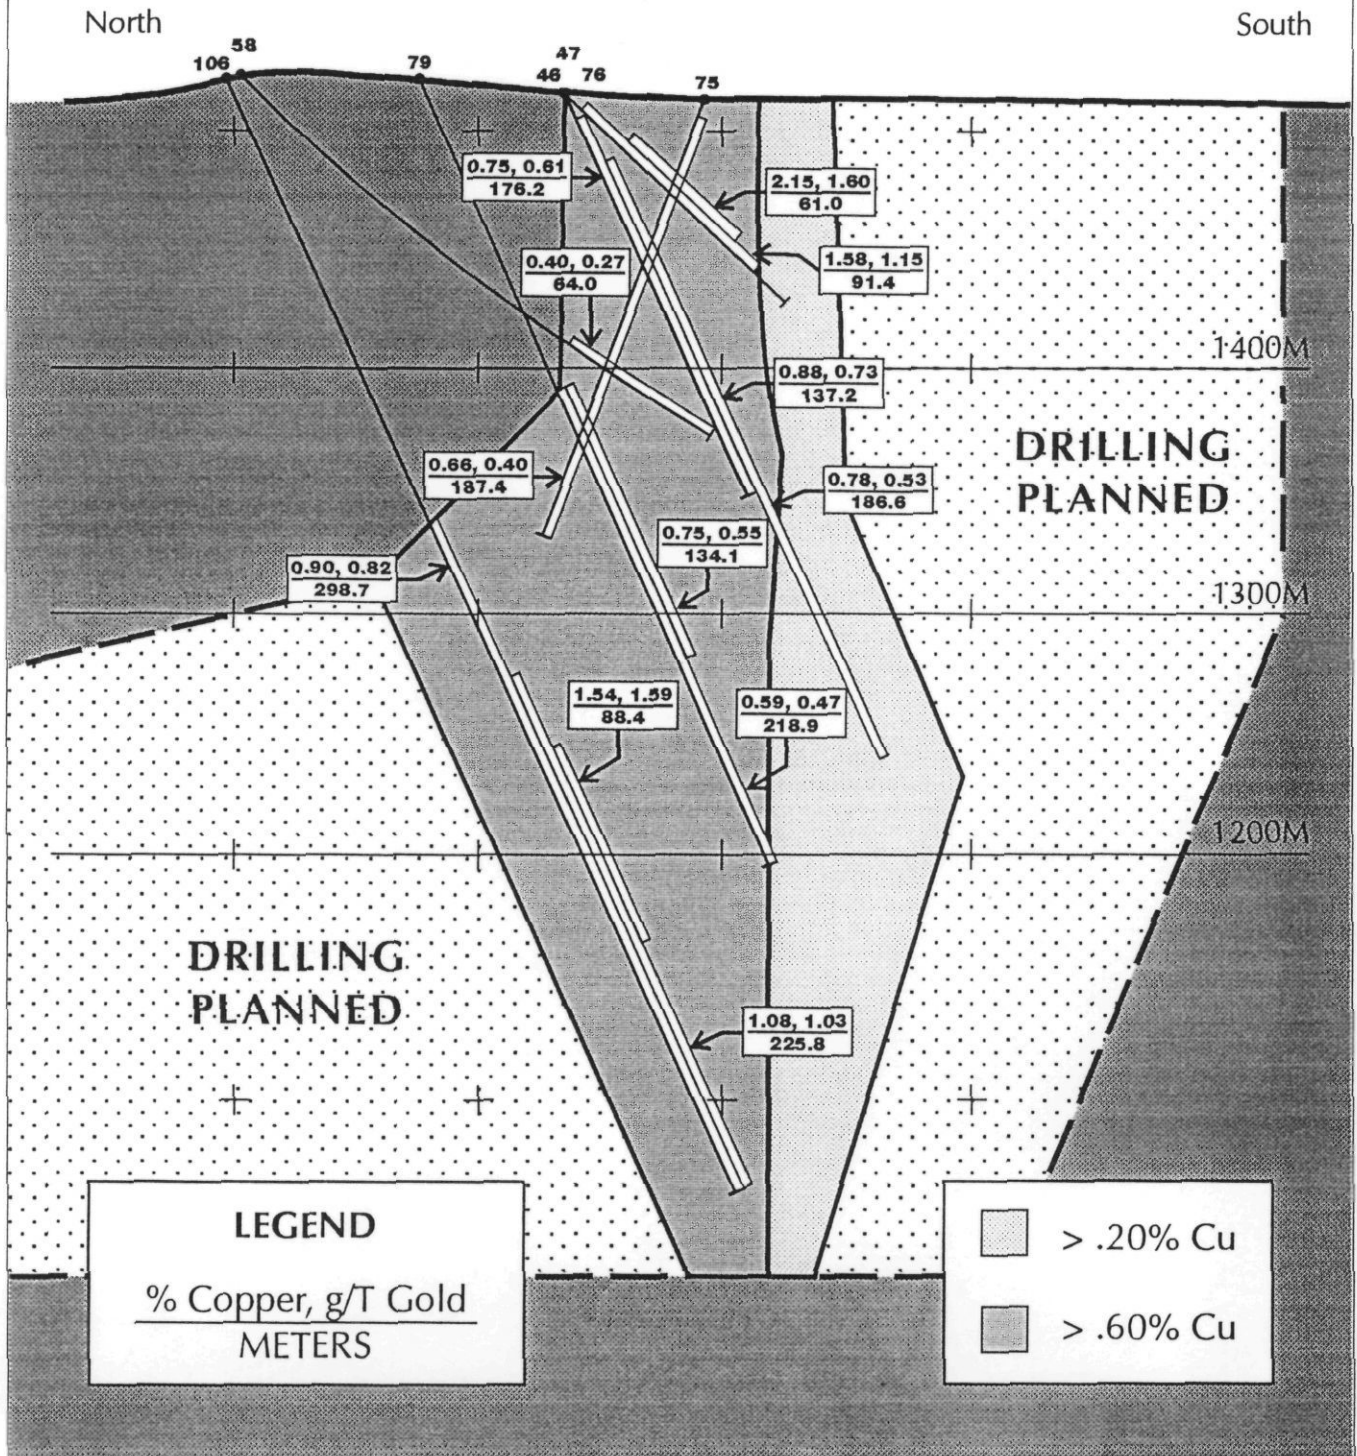 North
South
58
106
79
47
46 76
75
0.75, 0.61
176.2
2.15, 1.60
61.0
0.40, 0.27
64.0
1.58, 1.15
91.4
1400M
0.88, 0.73
137.2
DRILLING
PLANNED
0.66, 0.40
187.4
0.78, 0.53
186.6
0.75, 0.55
134.1
0.90, 0.82
298.7
1300M
1.54, 1.59
88.4
0.59, 0.47
218.9
1200M
DRILLING
PLANNED
1.08, 1.03
225.8
LEGEND
% Copper, g/T Gold
METERS
> .20% Cu
> .60% Cu